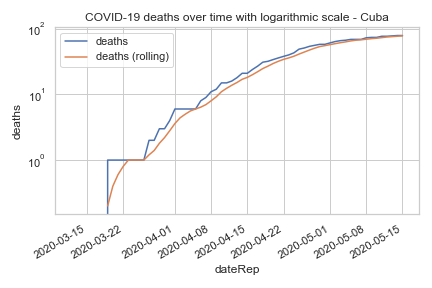 COVID-19 deaths over time with logarithmic scale - Cuba
deaths
deaths (rolling)
10²
10¹
10⁰
deaths
2020-03-15
2020-03-22
2020-04-01
2020-04-08
2020-04-15
2020-04-22
2020-05-01
2020-05-08
2020-05-15
dateRep